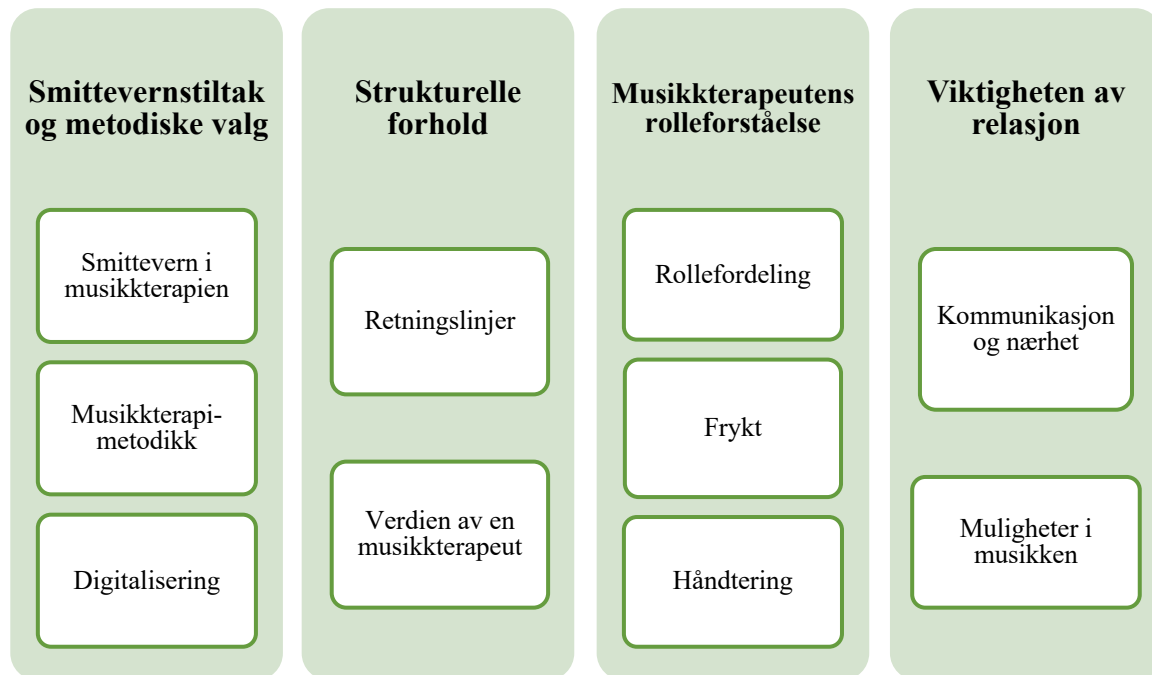 Smittevernstiltak
og metodiske valg
Smittevern i
musikkterapien
Musikkterapi-
metodikk
Digitalisering
Strukturelle
forhold
Retningslinjer
Verdien av en
musikkterapeut
Musikkterapeutens
rolleforståelse
Rollefordeling
Frykt
Håndtering
Viktigheten av
relasjon
Kommunikasjon
og nærhet
Muligheter i
musikken